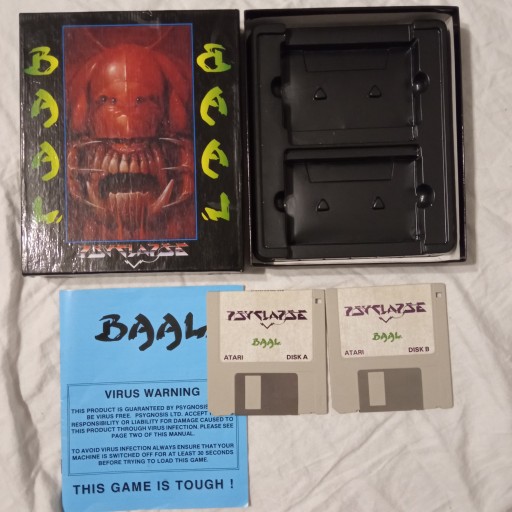 BAAL
BAAL
PSYCLAPSE
BAAL
VIRUS WARNING
THIS PRODUCT IS GUARANTEED BY PSYGNOSIS
BE VIRUS FREE. PSYGNOSIS LTD. ACCEPT
RESPONSIBILITY OR LIABILITY FOR DAMAGE CAUSED TO
THIS PRODUCT THROUGH VIRUS INFECTION. PLEASE SEE
PAGE TWO OF THIS MANUAL.
TO AVOID VIRUS INFECTION ALWAYS ENSURE THAT YOUR
MACHINE IS SWITCHED OFF FOR AT LEAST 30 SECONDS
BEFORE TRYING TO LOAD THIS GAME.
THIS GAME IS TOUGH !
PSYCLAPSE
BAAL
ATARI DISK A
PSYCLAPSE
BAAL
ATARI DISK B